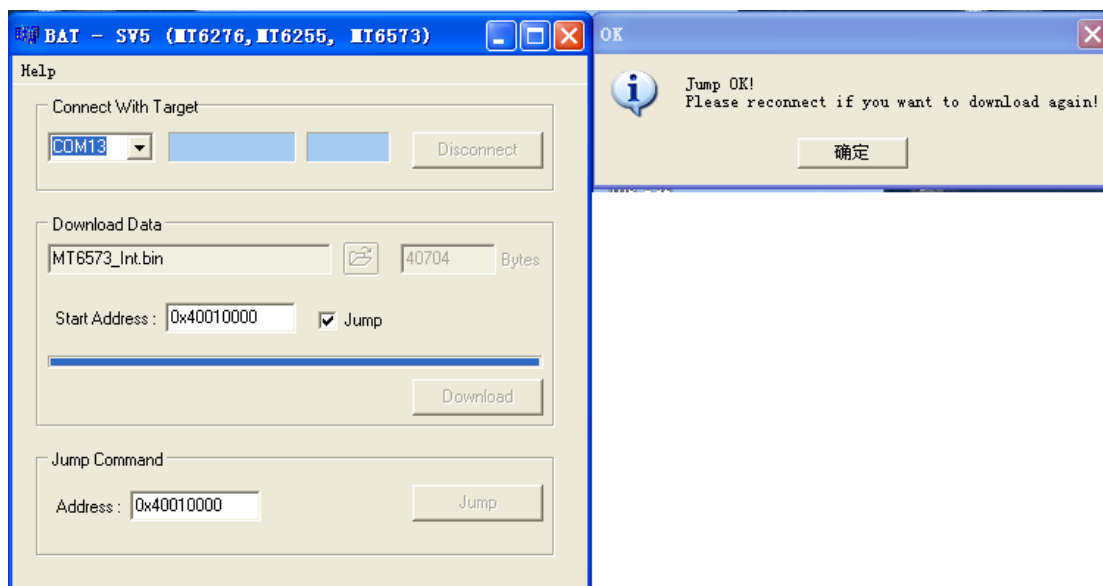 BAT - SV5 (MT6276,MT6255, MT6573)
Help
Connect With Target
COM13
Disconnect
Download Data
MT6573_Int.bin
40704
Bytes
Start Address :
0x40010000
Jump
Download
Jump Command
Address :
0x40010000
Jump
OK
Jump OK!
Please reconnect if you want to download again!
确定